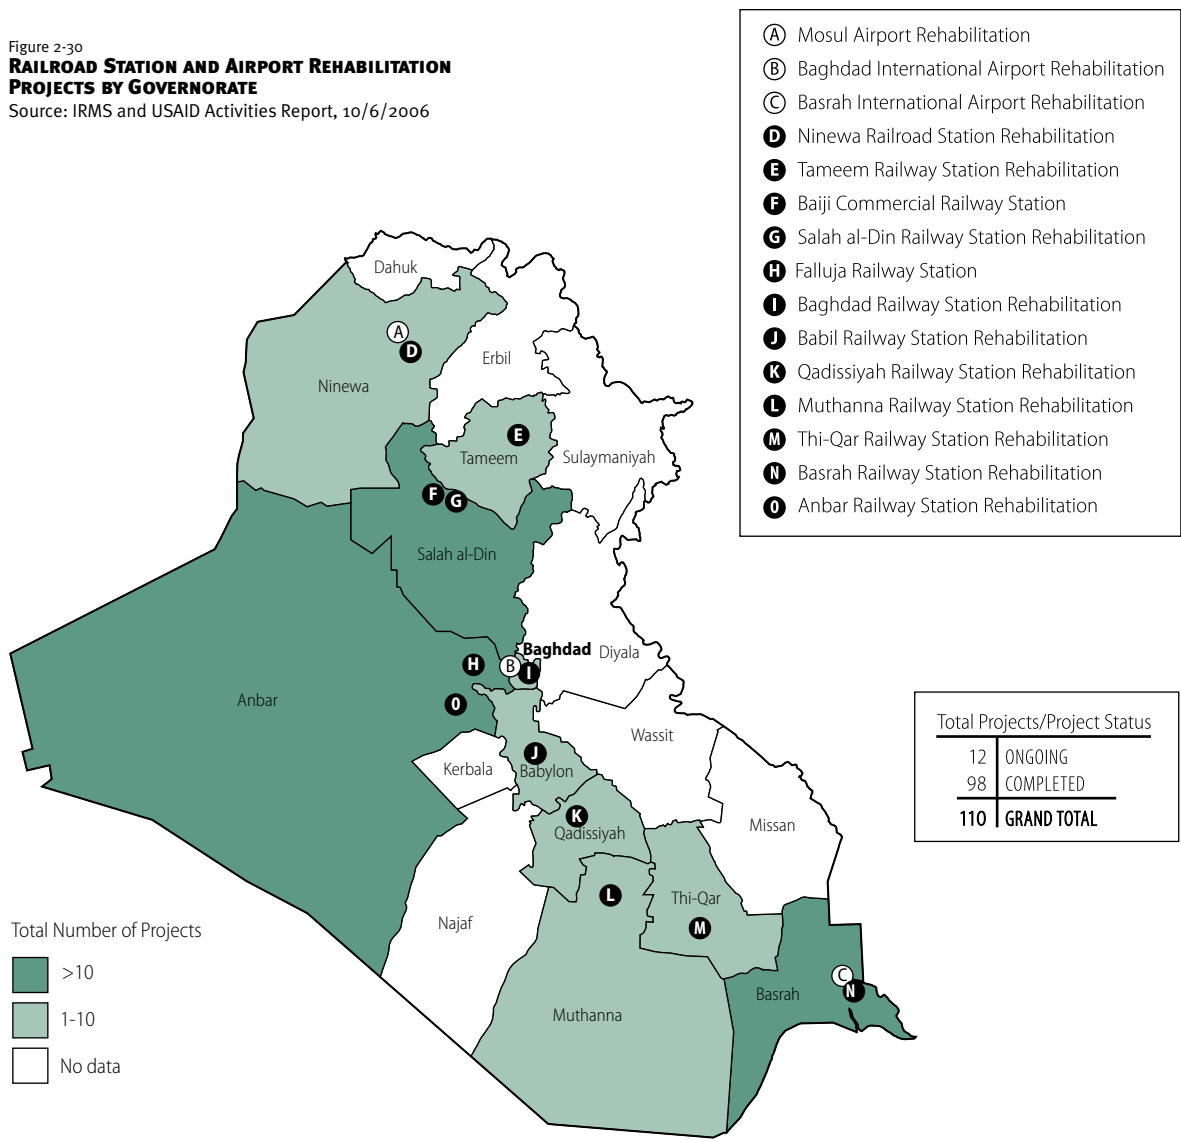 Figure 2-30
Railroad Station and Airport Rehabilitation
Projects by Governorate
Source: IRMS and USAID Activities Report, 10/6/2006
A Mosul Airport Rehabilitation
B Baghdad International Airport Rehabilitation
C Basrah International Airport Rehabilitation
D Ninewa Railroad Station Rehabilitation
E Tameem Railway Station Rehabilitation
F Baiji Commercial Railway Station
G Salah al-Din Railway Station Rehabilitation
H Falluja Railway Station
I Baghdad Railway Station Rehabilitation
J Babil Railway Station Rehabilitation
K Qadissiyah Railway Station Rehabilitation
L Muthanna Railway Station Rehabilitation
M Thi-Qar Railway Station Rehabilitation
N Basrah Railway Station Rehabilitation
O Anbar Railway Station Rehabilitation
Dahuk
A
D
Erbil
Ninewa
E
Tameem
Sulaymaniyah
F
G
Salah al-Din
Baghdad
Diyala
H
B
I
Anbar
O
Wassit
J
Kerbala
Babylon
K
Qadissiyah
Missan
L
Thi-Qar
M
Najaf
C
N
Basrah
Muthanna
Total Projects/Project Status
12 ONGOING
98 COMPLETED
110 GRAND TOTAL
Total Number of Projects
>10
1-10
No data